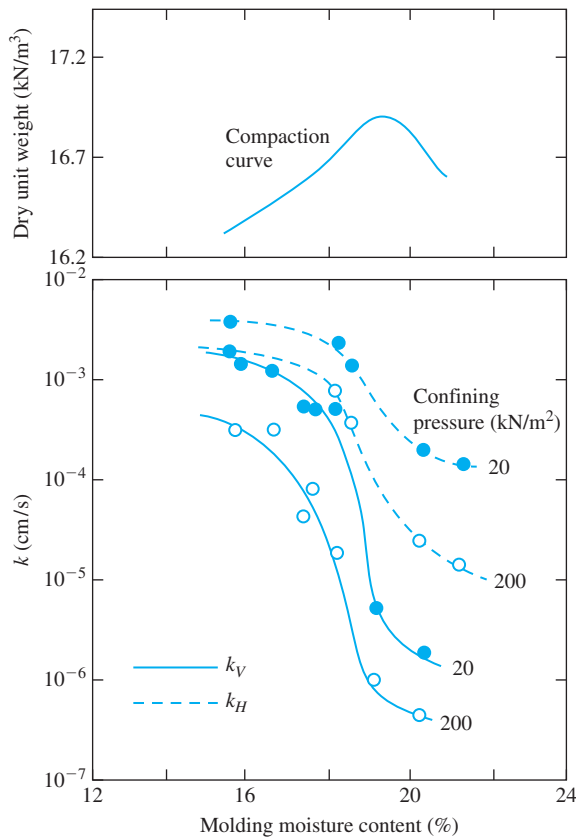 Dry unit weight (kN/m³)
17.2
16.7
16.2
Compaction
curve
k (cm/s)
10⁻²
10⁻³
10⁻⁴
10⁻⁵
10⁻⁶
10⁻⁷
Confining
pressure (kN/m²)
20
200
20
200
k_V
k_H
12 16 18 20 24
Molding moisture content (%)